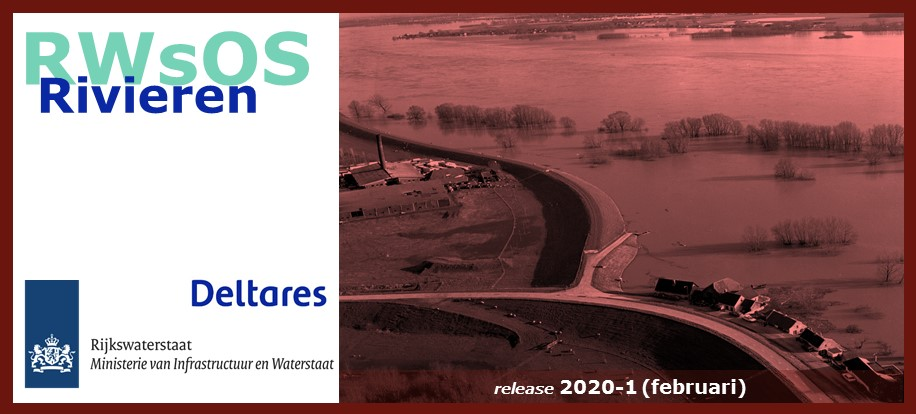 RWsOS
Rivieren
Deltares
Rijkswaterstaat
Ministerie van Infrastructuur en Waterstaat
release 2020-1 (februari)